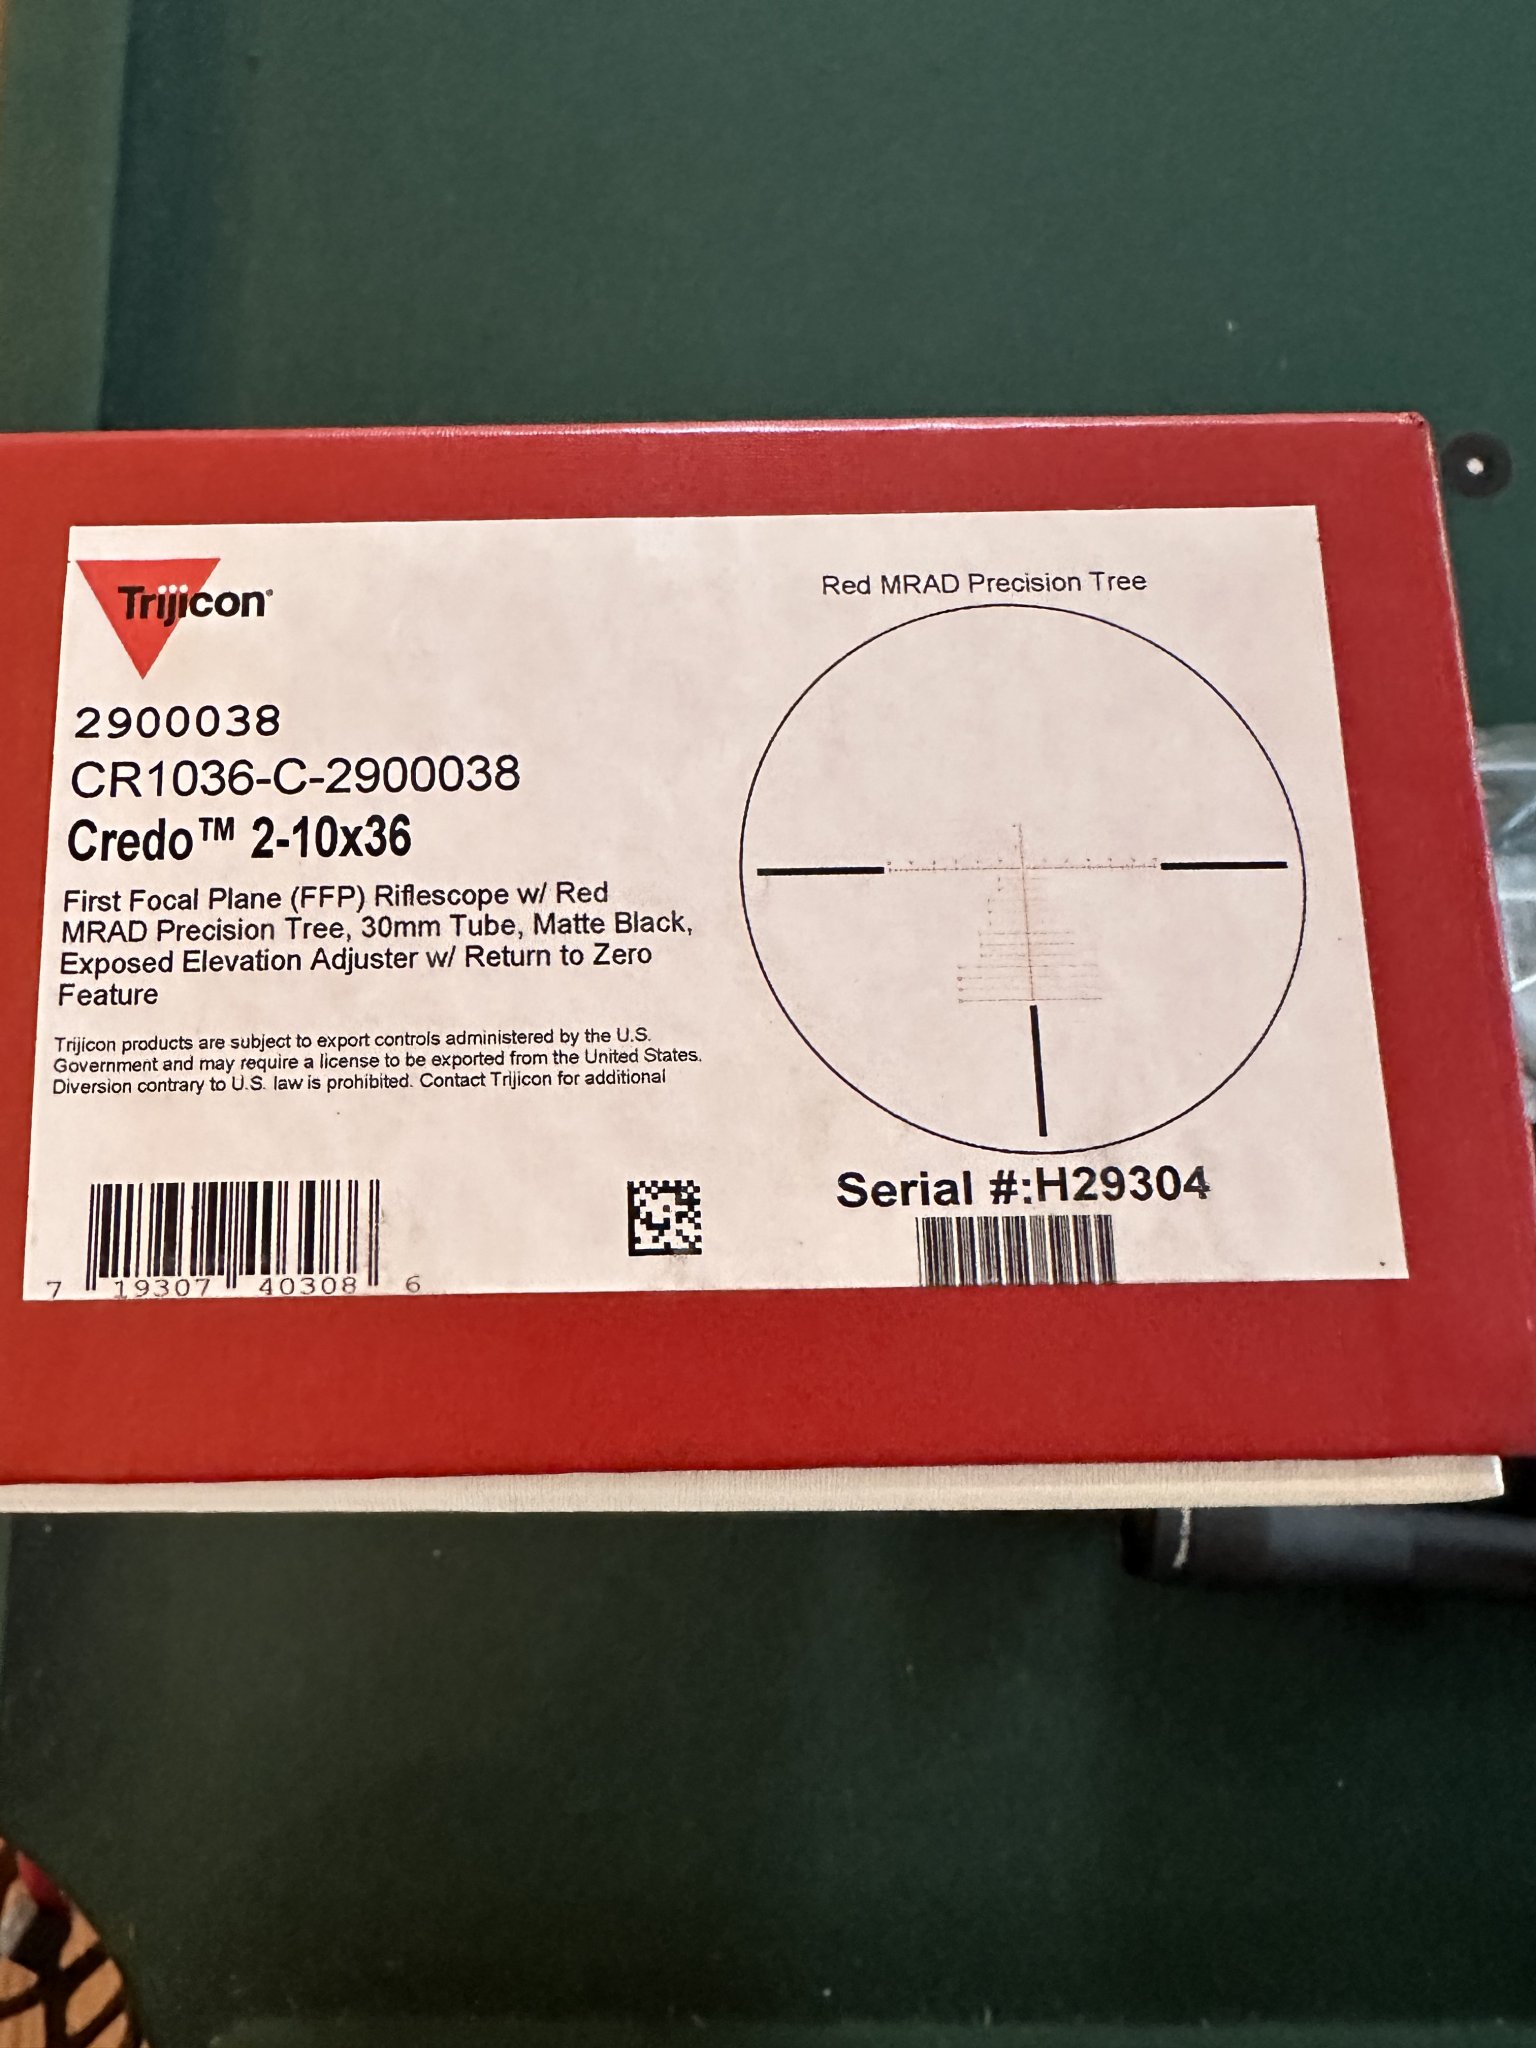 Trijicon®
2900038
CR1036-C-2900038
Credo™ 2-10x36
First Focal Plane (FFP) Riflescope w/ Red
MRAD Precision Tree, 30mm Tube, Matte Black,
Exposed Elevation Adjuster w/ Return to Zero
Feature
Trijicon products are subject to export controls administered by the U.S.
Government and may require a license to be exported from the United States.
Diversion contrary to U.S. law is prohibited. Contact Trijicon for additional
7 19307 40308 6
Red MRAD Precision Tree
Serial #:H29304